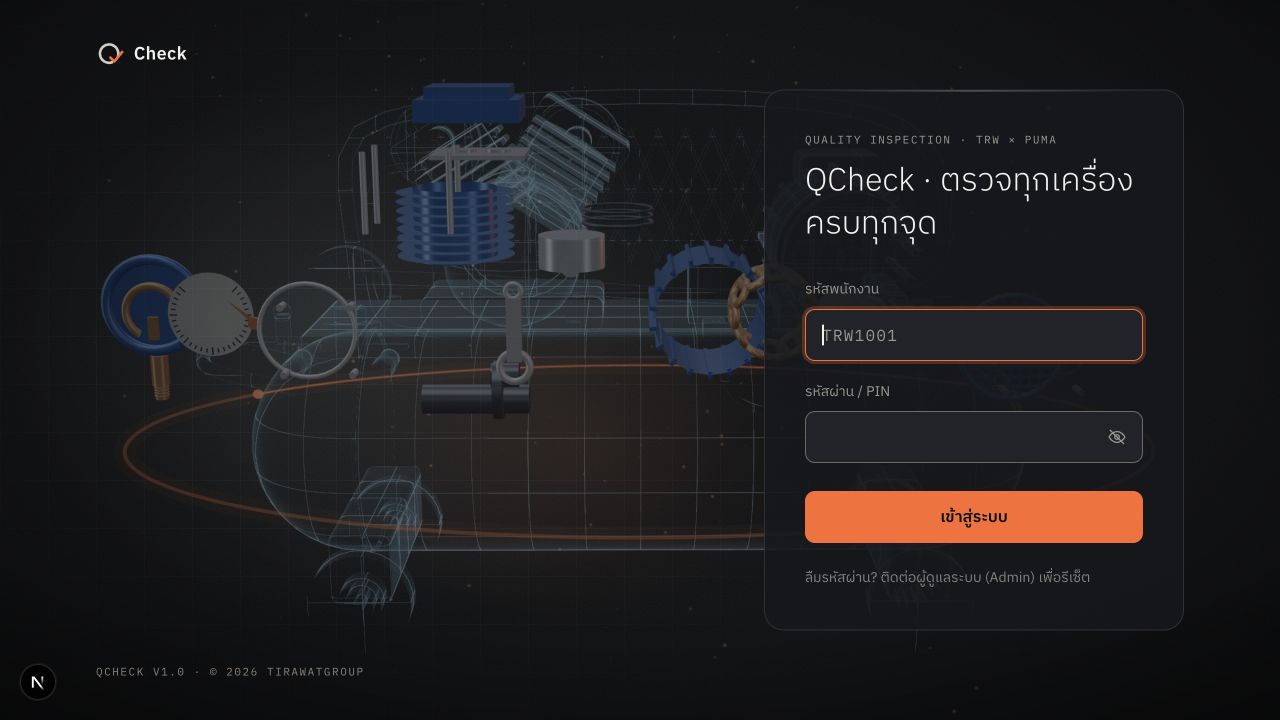 Check
QUALITY INSPECTION · TRW × PUMA
QCheck · ตรวจทุกเครื่อง
ครบทุกจุด
รหัสพนักงาน
TRW1001
รหัสผ่าน / PIN
เข้าสู่ระบบ
ลืมรหัสผ่าน? ติดต่อผู้ดูแลระบบ (Admin) เพื่อรีเซ็ต
QCHECK V1.0 · © 2026 TIRAWATGROUP
N